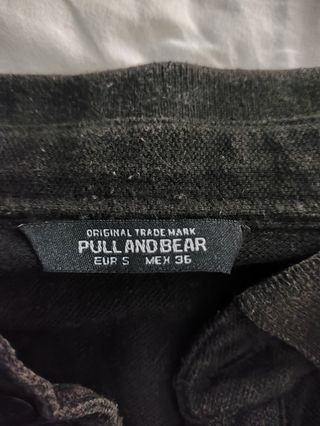 ORIGINAL TRADE MARK
PULL AND BEAR
EUR S MEX 36